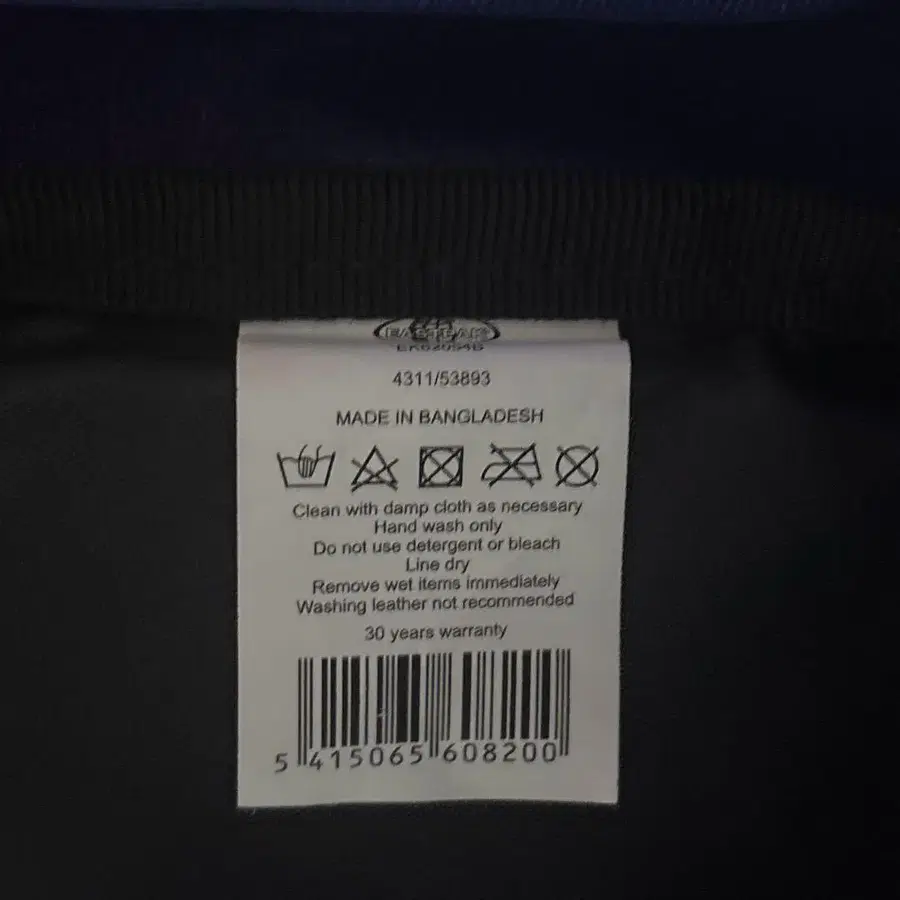 EASTPAK
4311/53893
MADE IN BANGLADESH
Clean with damp cloth as necessary
Hand wash only
Do not use detergent or bleach
Line dry
Remove wet items immediately
Washing leather not recommended
30 years warranty
5 415065 608200